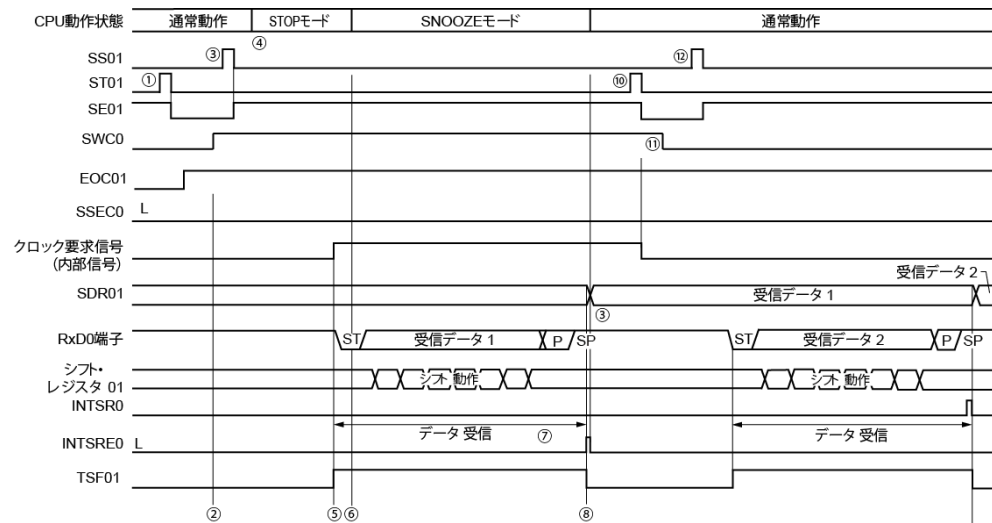 CPU動作状態 通常動作 STOPモード SNOOZEモード 通常動作
④
SS01 ③ ⑫
ST01 ① ⑩
SE01
SWC0 ⑪
EOC01
SSEC0 L
クロック要求信号
(内部信号)
受信データ 2
SDR01 受信データ 1
③
RxD0端子 ST 受信データ 1 P SP ST 受信データ 2 P SP
シフト・
レジスタ 01 シフト 動作 シフト 動作
INTSR0
データ 受信 ⑦ データ 受信
INTSRE0 L
TSF01
② ⑤ ⑥ ⑧